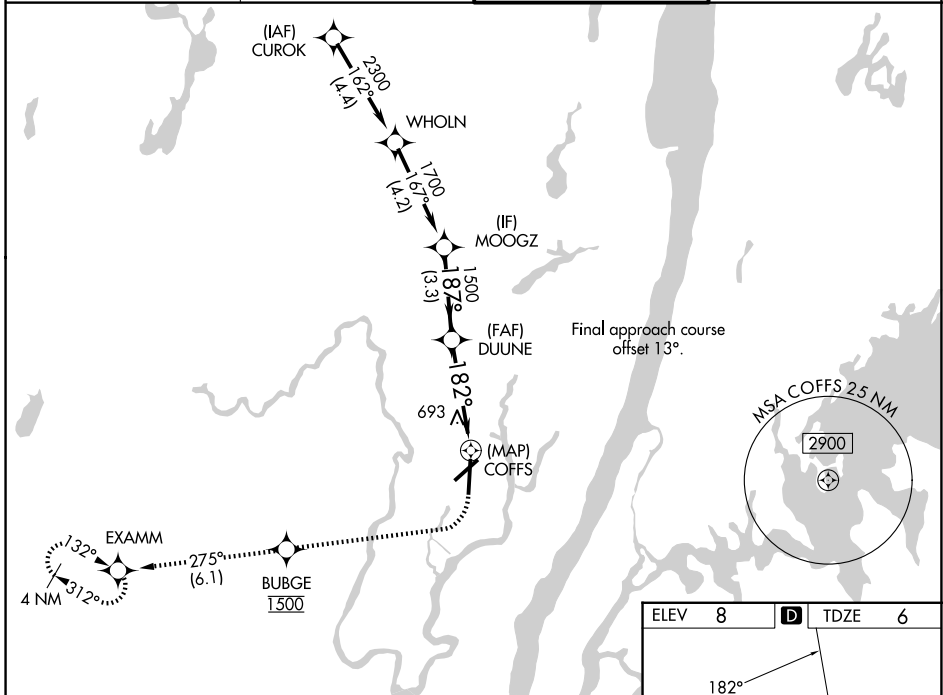 (IAF)
CUROK
2300
162°
(4.4)
WHOLN
1700
167°
(4.2)
(IF)
MOOGZ
1500
187°
(3.3)
(FAF)
DUUNE
Final approach course
offset 13°.
182°
693
(MAP)
COFFS
MSA COFFS 25 NM
2900
EXAMM
132°
312°
4 NM
275°
(6.1)
BUBGE
1500
ELEV 8 D TDZE 6
182°